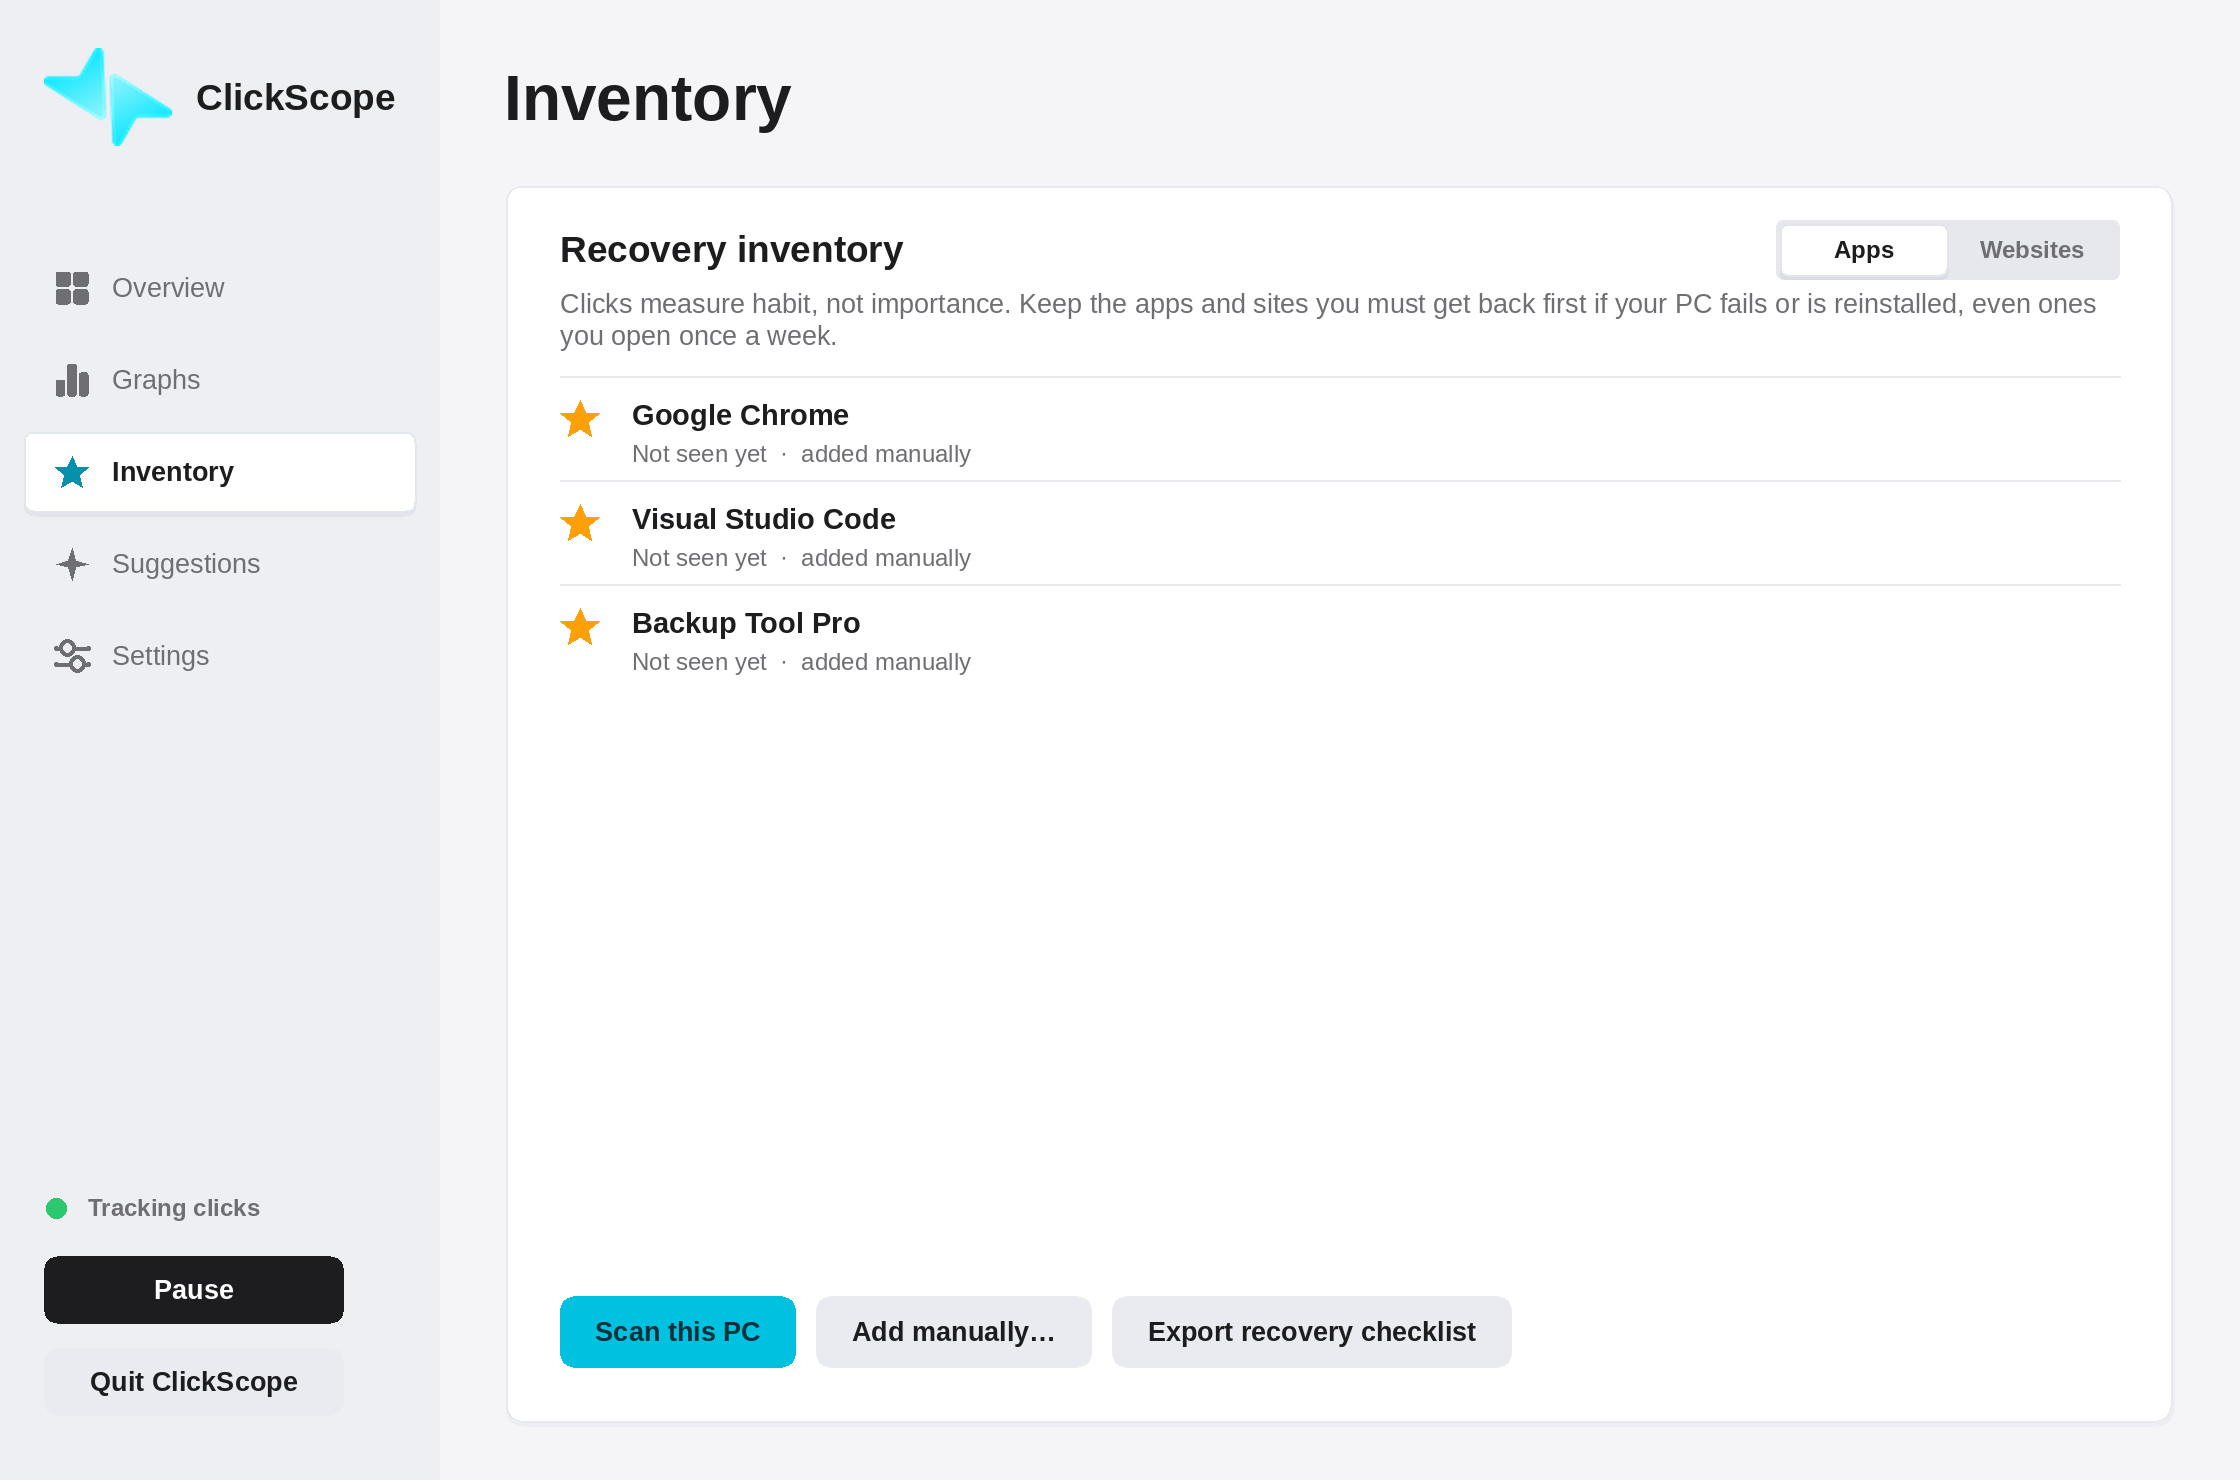 ClickScope
Overview
Graphs
Inventory
Suggestions
Settings
Tracking clicks
Pause
Quit ClickScope
Inventory
Recovery inventory
Apps
Websites
Clicks measure habit, not importance. Keep the apps and sites you must get back first if your PC fails or is reinstalled, even ones
you open once a week.
Google Chrome
Not seen yet · added manually
Visual Studio Code
Not seen yet · added manually
Backup Tool Pro
Not seen yet · added manually
Scan this PC
Add manually…
Export recovery checklist